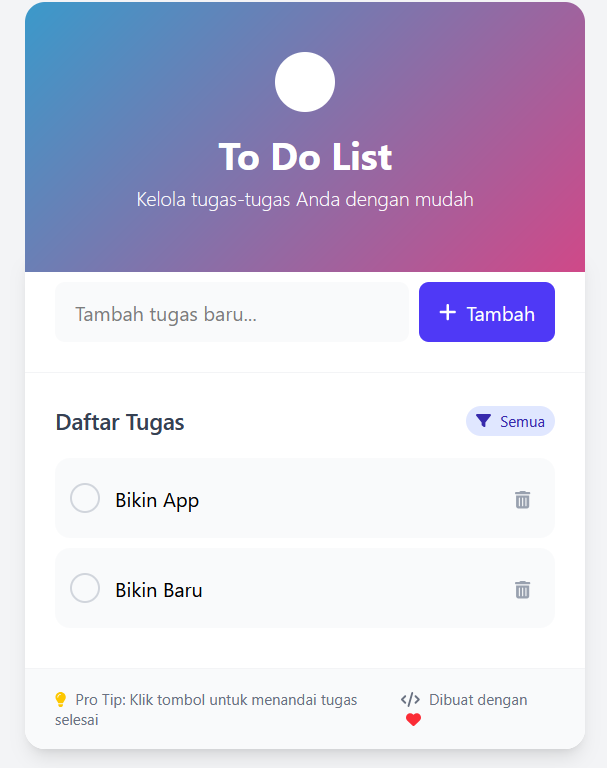 To Do List
Kelola tugas-tugas Anda dengan mudah
Tambah tugas baru...
Tambah
Daftar Tugas
Semua
Bikin App
Bikin Baru
Pro Tip: Klik tombol untuk menandai tugas
selesai
Dibuat dengan